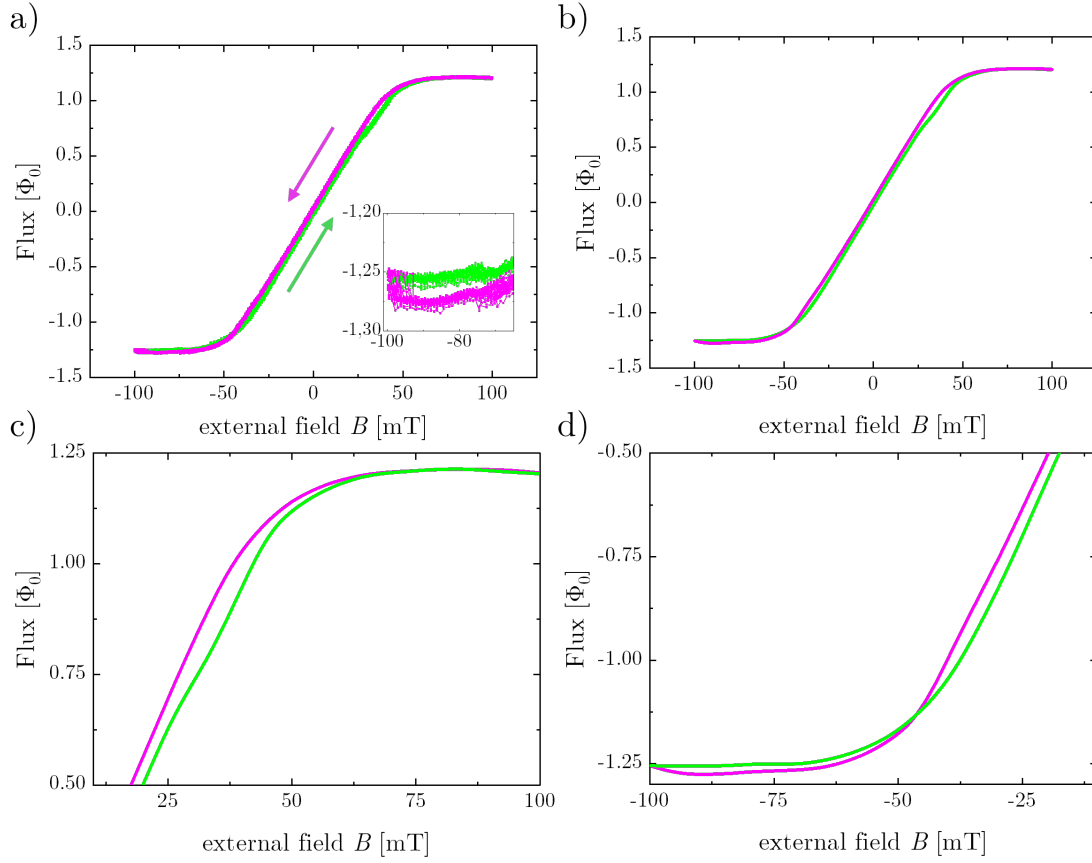 a)
1.5
1.0
0.5
0.0
-0.5
-1.0
-1.5
Flux [Φ0]
-100 -50 0 50 100
external field B [mT]
-1,20
-1,25
-1,30
-100 -80
b)
1.5
1.0
0.5
0.0
-0.5
-1.0
-1.5
Flux [Φ0]
-100 -50 0 50 100
external field B [mT]
c)
1.25
1.00
0.75
0.50
Flux [Φ0]
25 50 75 100
external field B [mT]
d)
-0.50
-0.75
-1.00
-1.25
Flux [Φ0]
-100 -75 -50 -25
external field B [mT]